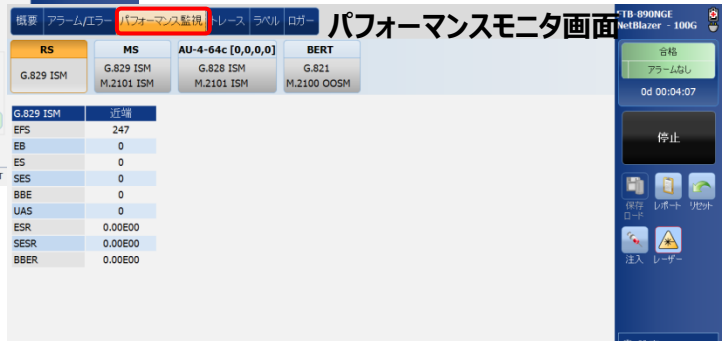 概要 アラーム/エラー パフォーマンス監視 トレース ラベル ロガー パフォーマンスモニタ画面
FTB-890NGE
NetBlazer - 100G
RS MS AU-4-64c [0,0,0,0] BERT
G.829 ISM
G.829 ISM
M.2101 ISM
G.828 ISM
M.2101 ISM
G.821
M.2100 OOSM
合格
アラームなし
0d 00:04:07
G.829 ISM 近端
EFS 247
EB 0
ES 0
SES 0
BBE 0
UAS 0
ESR 0.00E00
SESR 0.00E00
BBER 0.00E00
停止
保存
ロード
レポート
リセット
注入
レーザー